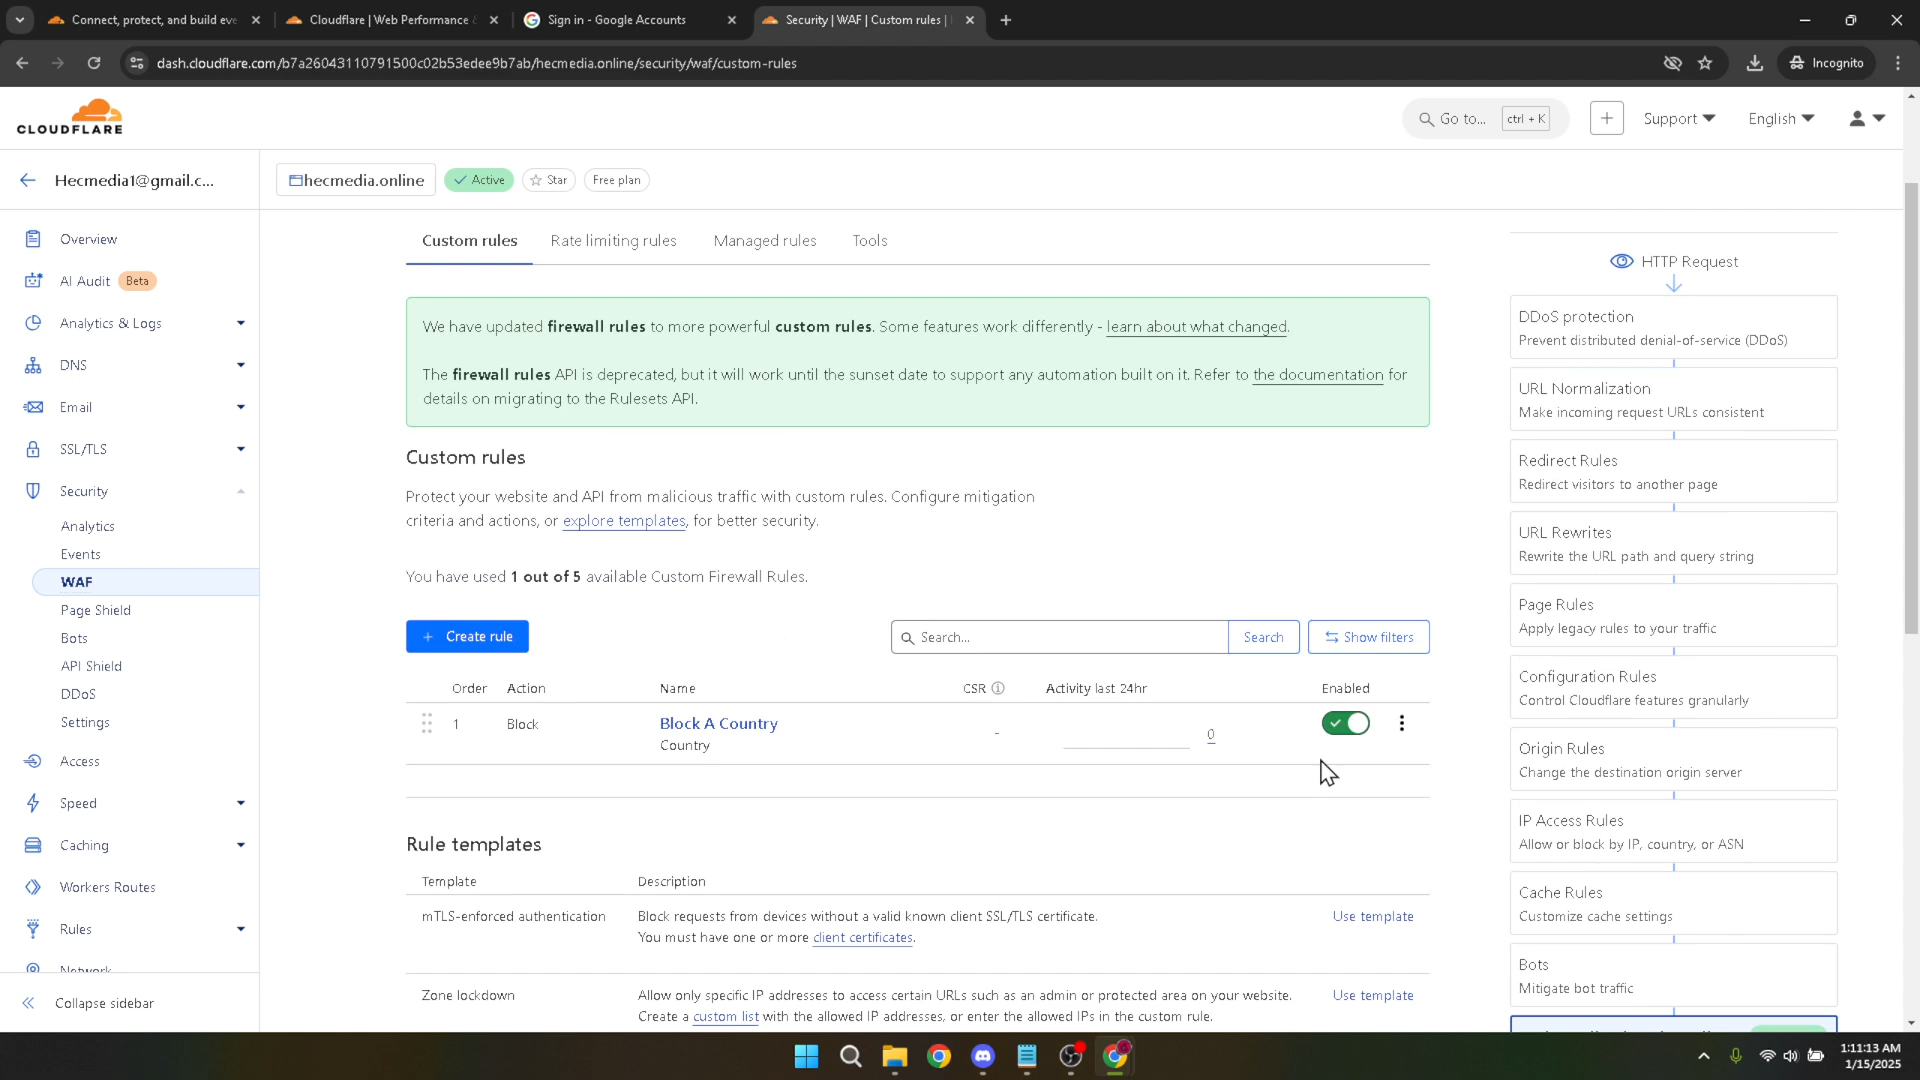 Connect, protect, and build eve
Cloudflare | Web Performance &
Sign in - Google Accounts
Security | WAF | Custom rules |
dash.cloudflare.com/b7a26043110791500c02b53edee9b7ab/hecmedia.online/security/waf/custom-rules
Incognito
CLOUDFLARE
Go to...
ctrl + K
Support
English
Hecmedia1@gmail.c...
hecmedia.online
Active
Star
Free plan
Overview
AI Audit
Beta
Analytics & Logs
DNS
Email
SSL/TLS
Security
Analytics
Events
WAF
Page Shield
Bots
API Shield
DDoS
Settings
Access
Speed
Caching
Workers Routes
Rules
Network
Collapse sidebar
Custom rules
Rate limiting rules
Managed rules
Tools
We have updated firewall rules to more powerful custom rules. Some features work differently - learn about what changed.
The firewall rules API is deprecated, but it will work until the sunset date to support any automation built on it. Refer to the documentation for
details on migrating to the Rulesets API.
Custom rules
Protect your website and API from malicious traffic with custom rules. Configure mitigation
criteria and actions, or explore templates, for better security.
You have used 1 out of 5 available Custom Firewall Rules.
+ Create rule
Search...
Search
Show filters
Order Action Name CSR Activity last 24hr Enabled
1 Block Block A Country - 0
Country
Rule templates
Template Description
mTLS-enforced authentication Block requests from devices without a valid known client SSL/TLS certificate. Use template
You must have one or more client certificates.
Zone lockdown Allow only specific IP addresses to access certain URLs such as an admin or protected area on your website. Use template
Create a custom list with the allowed IP addresses, or enter the allowed IPs in the custom rule.
HTTP Request
DDoS protection
Prevent distributed denial-of-service (DDoS)
URL Normalization
Make incoming request URLs consistent
Redirect Rules
Redirect visitors to another page
URL Rewrites
Rewrite the URL path and query string
Page Rules
Apply legacy rules to your traffic
Configuration Rules
Control Cloudflare features granularly
Origin Rules
Change the destination origin server
IP Access Rules
Allow or block by IP, country, or ASN
Cache Rules
Customize cache settings
Bots
Mitigate bot traffic
1:11:13 AM
1/15/2025